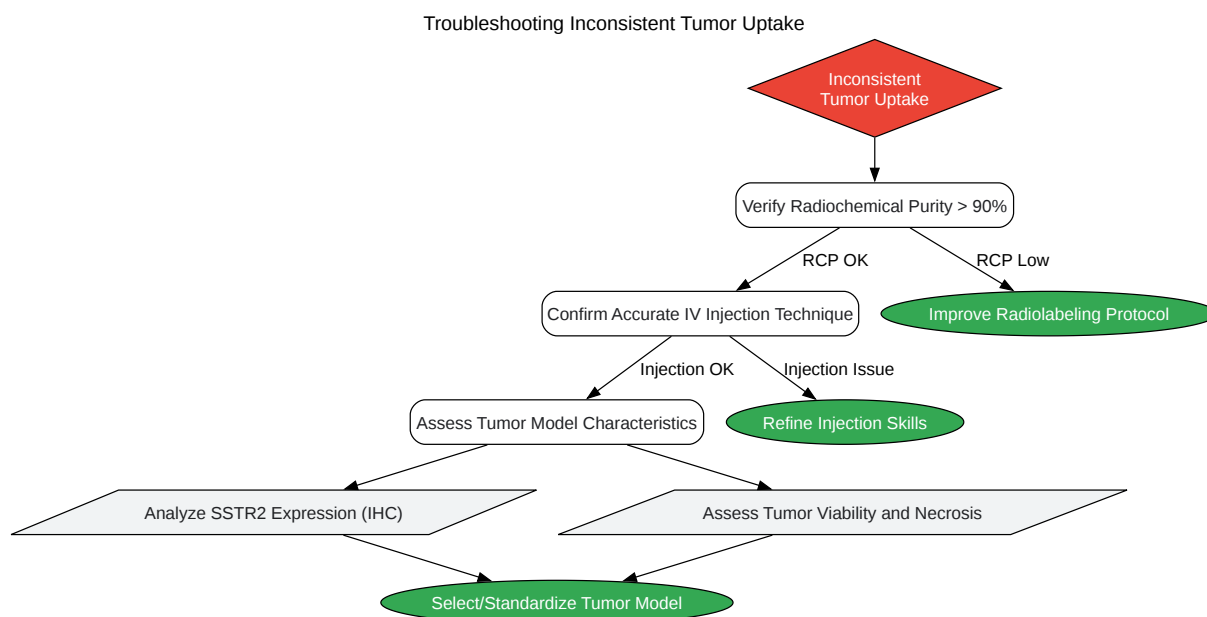 Troubleshooting Inconsistent Tumor Uptake
Inconsistent
Tumor Uptake
Verify Radiochemical Purity > 90%
RCP OK
RCP Low
Confirm Accurate IV Injection Technique
Improve Radiolabeling Protocol
Injection OK
Injection Issue
Assess Tumor Model Characteristics
Refine Injection Skills
Analyze SSTR2 Expression (IHC)
Assess Tumor Viability and Necrosis
Select/Standardize Tumor Model